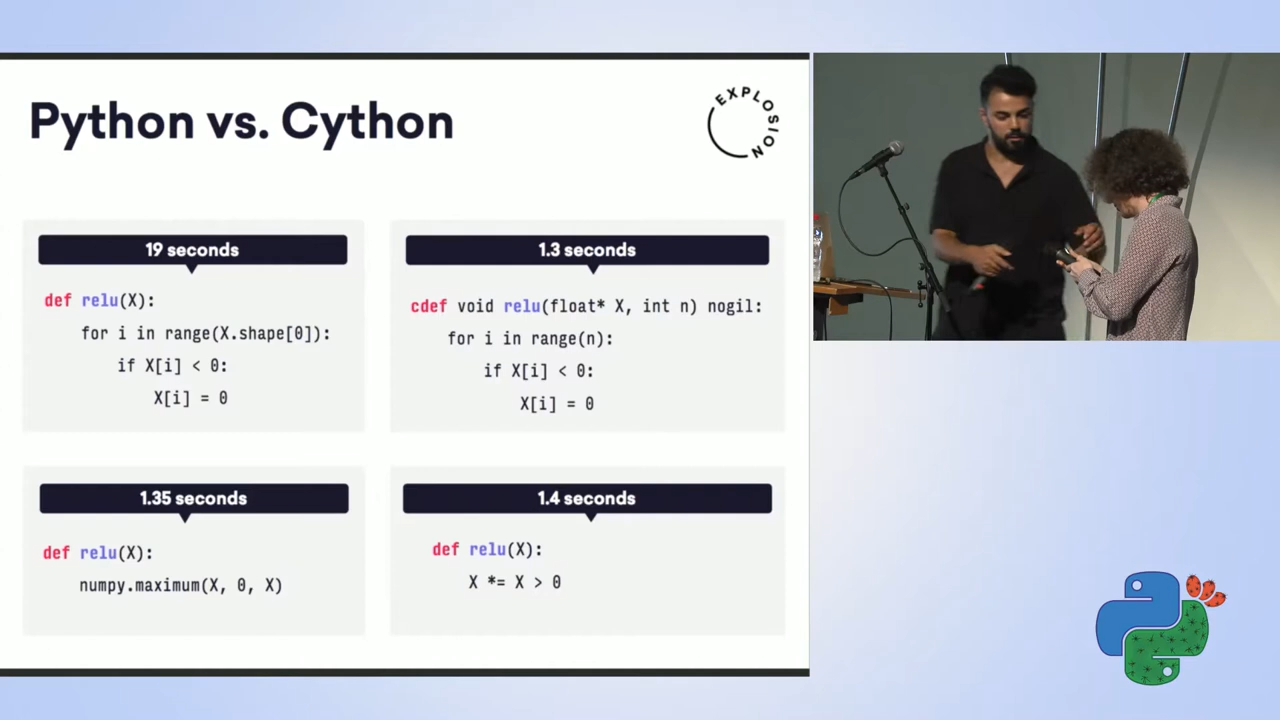 Python vs. Cython
EXPLOSION
19 seconds
def relu(X):
    for i in range(X.shape[0]):
        if X[i] < 0:
            X[i] = 0
1.3 seconds
cdef void relu(float* X, int n) nogil:
    for i in range(n):
        if X[i] < 0:
            X[i] = 0
1.35 seconds
def relu(X):
    numpy.maximum(X, 0, X)
1.4 seconds
def relu(X):
    X *= X > 0